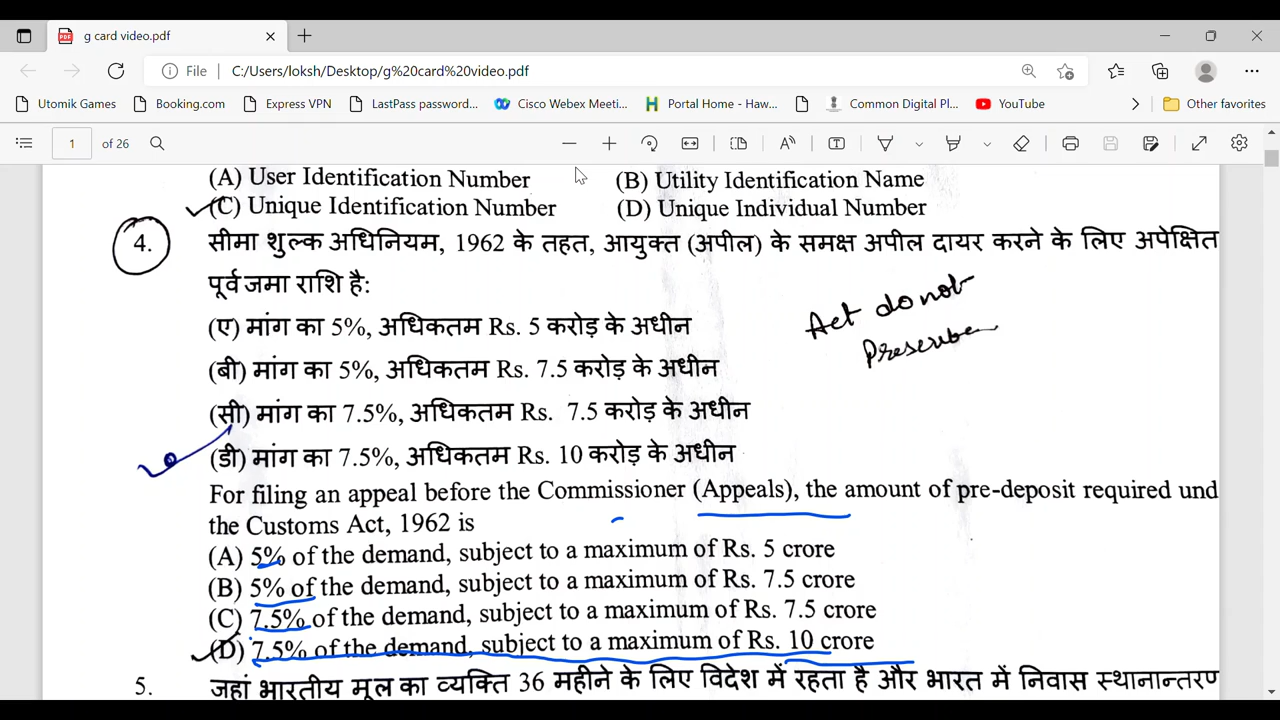 g card video.pdf
File C:/Users/loksh/Desktop/g%20card%20video.pdf
Utomik Games Booking.com Express VPN LastPass password... Cisco Webex Meeti... Portal Home - Haw... Common Digital Pl... YouTube Other favorites
1 of 26
(A) User Identification Number (B) Utility Identification Name
(C) Unique Identification Number (D) Unique Individual Number
4. सीमा शुल्क अधिनियम, 1962 के तहत, आयुक्त (अपील) के समक्ष अपील दायर करने के लिए अपेक्षित
पूर्व जमा राशि है:
Act do not
(ए) मांग का 5%, अधिकतम Rs. 5 करोड़ के अधीन
Prescribe
(बी) मांग का 5%, अधिकतम Rs. 7.5 करोड़ के अधीन
(सी) मांग का 7.5%, अधिकतम Rs. 7.5 करोड़ के अधीन
(डी) मांग का 7.5%, अधिकतम Rs. 10 करोड़ के अधीन
For filing an appeal before the Commissioner (Appeals), the amount of pre-deposit required und
the Customs Act, 1962 is
(A) 5% of the demand, subject to a maximum of Rs. 5 crore
(B) 5% of the demand, subject to a maximum of Rs. 7.5 crore
(C) 7.5% of the demand, subject to a maximum of Rs. 7.5 crore
(D) 7.5% of the demand, subject to a maximum of Rs. 10 crore
5. जहां भारतीय मूल का व्यक्ति 36 महीने के लिए विदेश में रहता है और भारत में निवास स्थानान्तरण